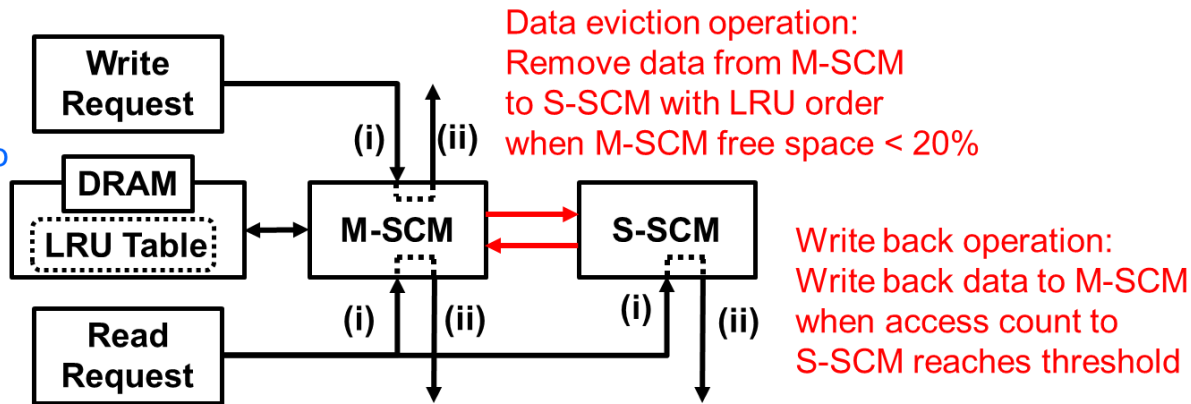 Data eviction operation:
Remove data from M-SCM
to S-SCM with LRU order
when M-SCM free space < 20%
Write
Request
(i)
(ii)
DRAM
LRU Table
M-SCM
S-SCM
Write back operation:
Write back data to M-SCM
when access count to
S-SCM reaches threshold
(i)
(ii)
(i)
(ii)
Read
Request